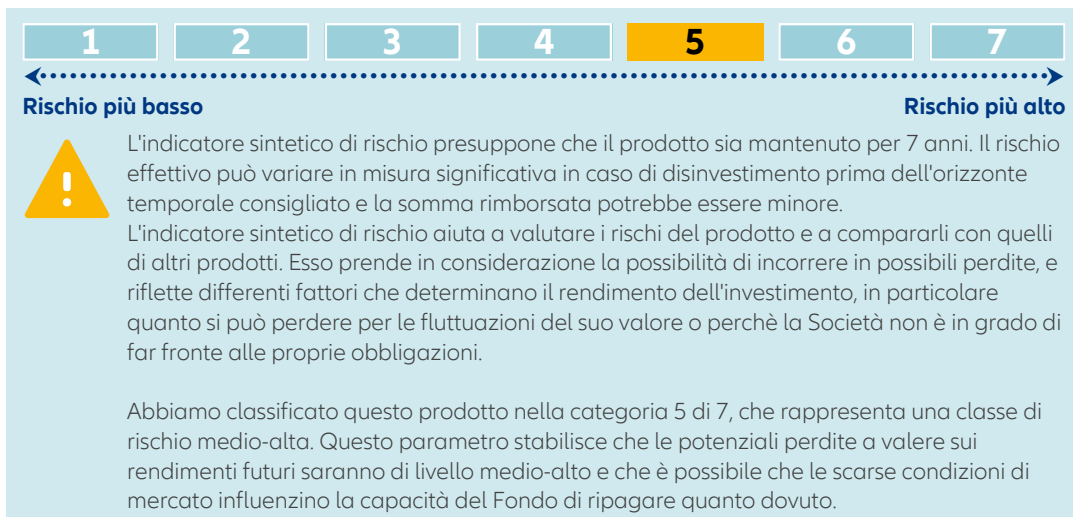 1 2 3 4 5 6 7
Rischio più basso Rischio più alto
L'indicatore sintetico di rischio presuppone che il prodotto sia mantenuto per 7 anni. Il rischio
effettivo può variare in misura significativa in caso di disinvestimento prima dell'orizzonte
temporale consigliato e la somma rimborsata potrebbe essere minore.
L'indicatore sintetico di rischio aiuta a valutare i rischi del prodotto e a compararli con quelli
di altri prodotti. Esso prende in considerazione la possibilità di incorrere in possibili perdite, e
riflette differenti fattori che determinano il rendimento dell'investimento, in particolare
quanto si può perdere per le fluttuazioni del suo valore o perchè la Società non è in grado di
far fronte alle proprie obbligazioni.
Abbiamo classificato questo prodotto nella categoria 5 di 7, che rappresenta una classe di
rischio medio-alta. Questo parametro stabilisce che le potenziali perdite a valere sui
rendimenti futuri saranno di livello medio-alto e che è possibile che le scarse condizioni di
mercato influenzino la capacità del Fondo di ripagare quanto dovuto.